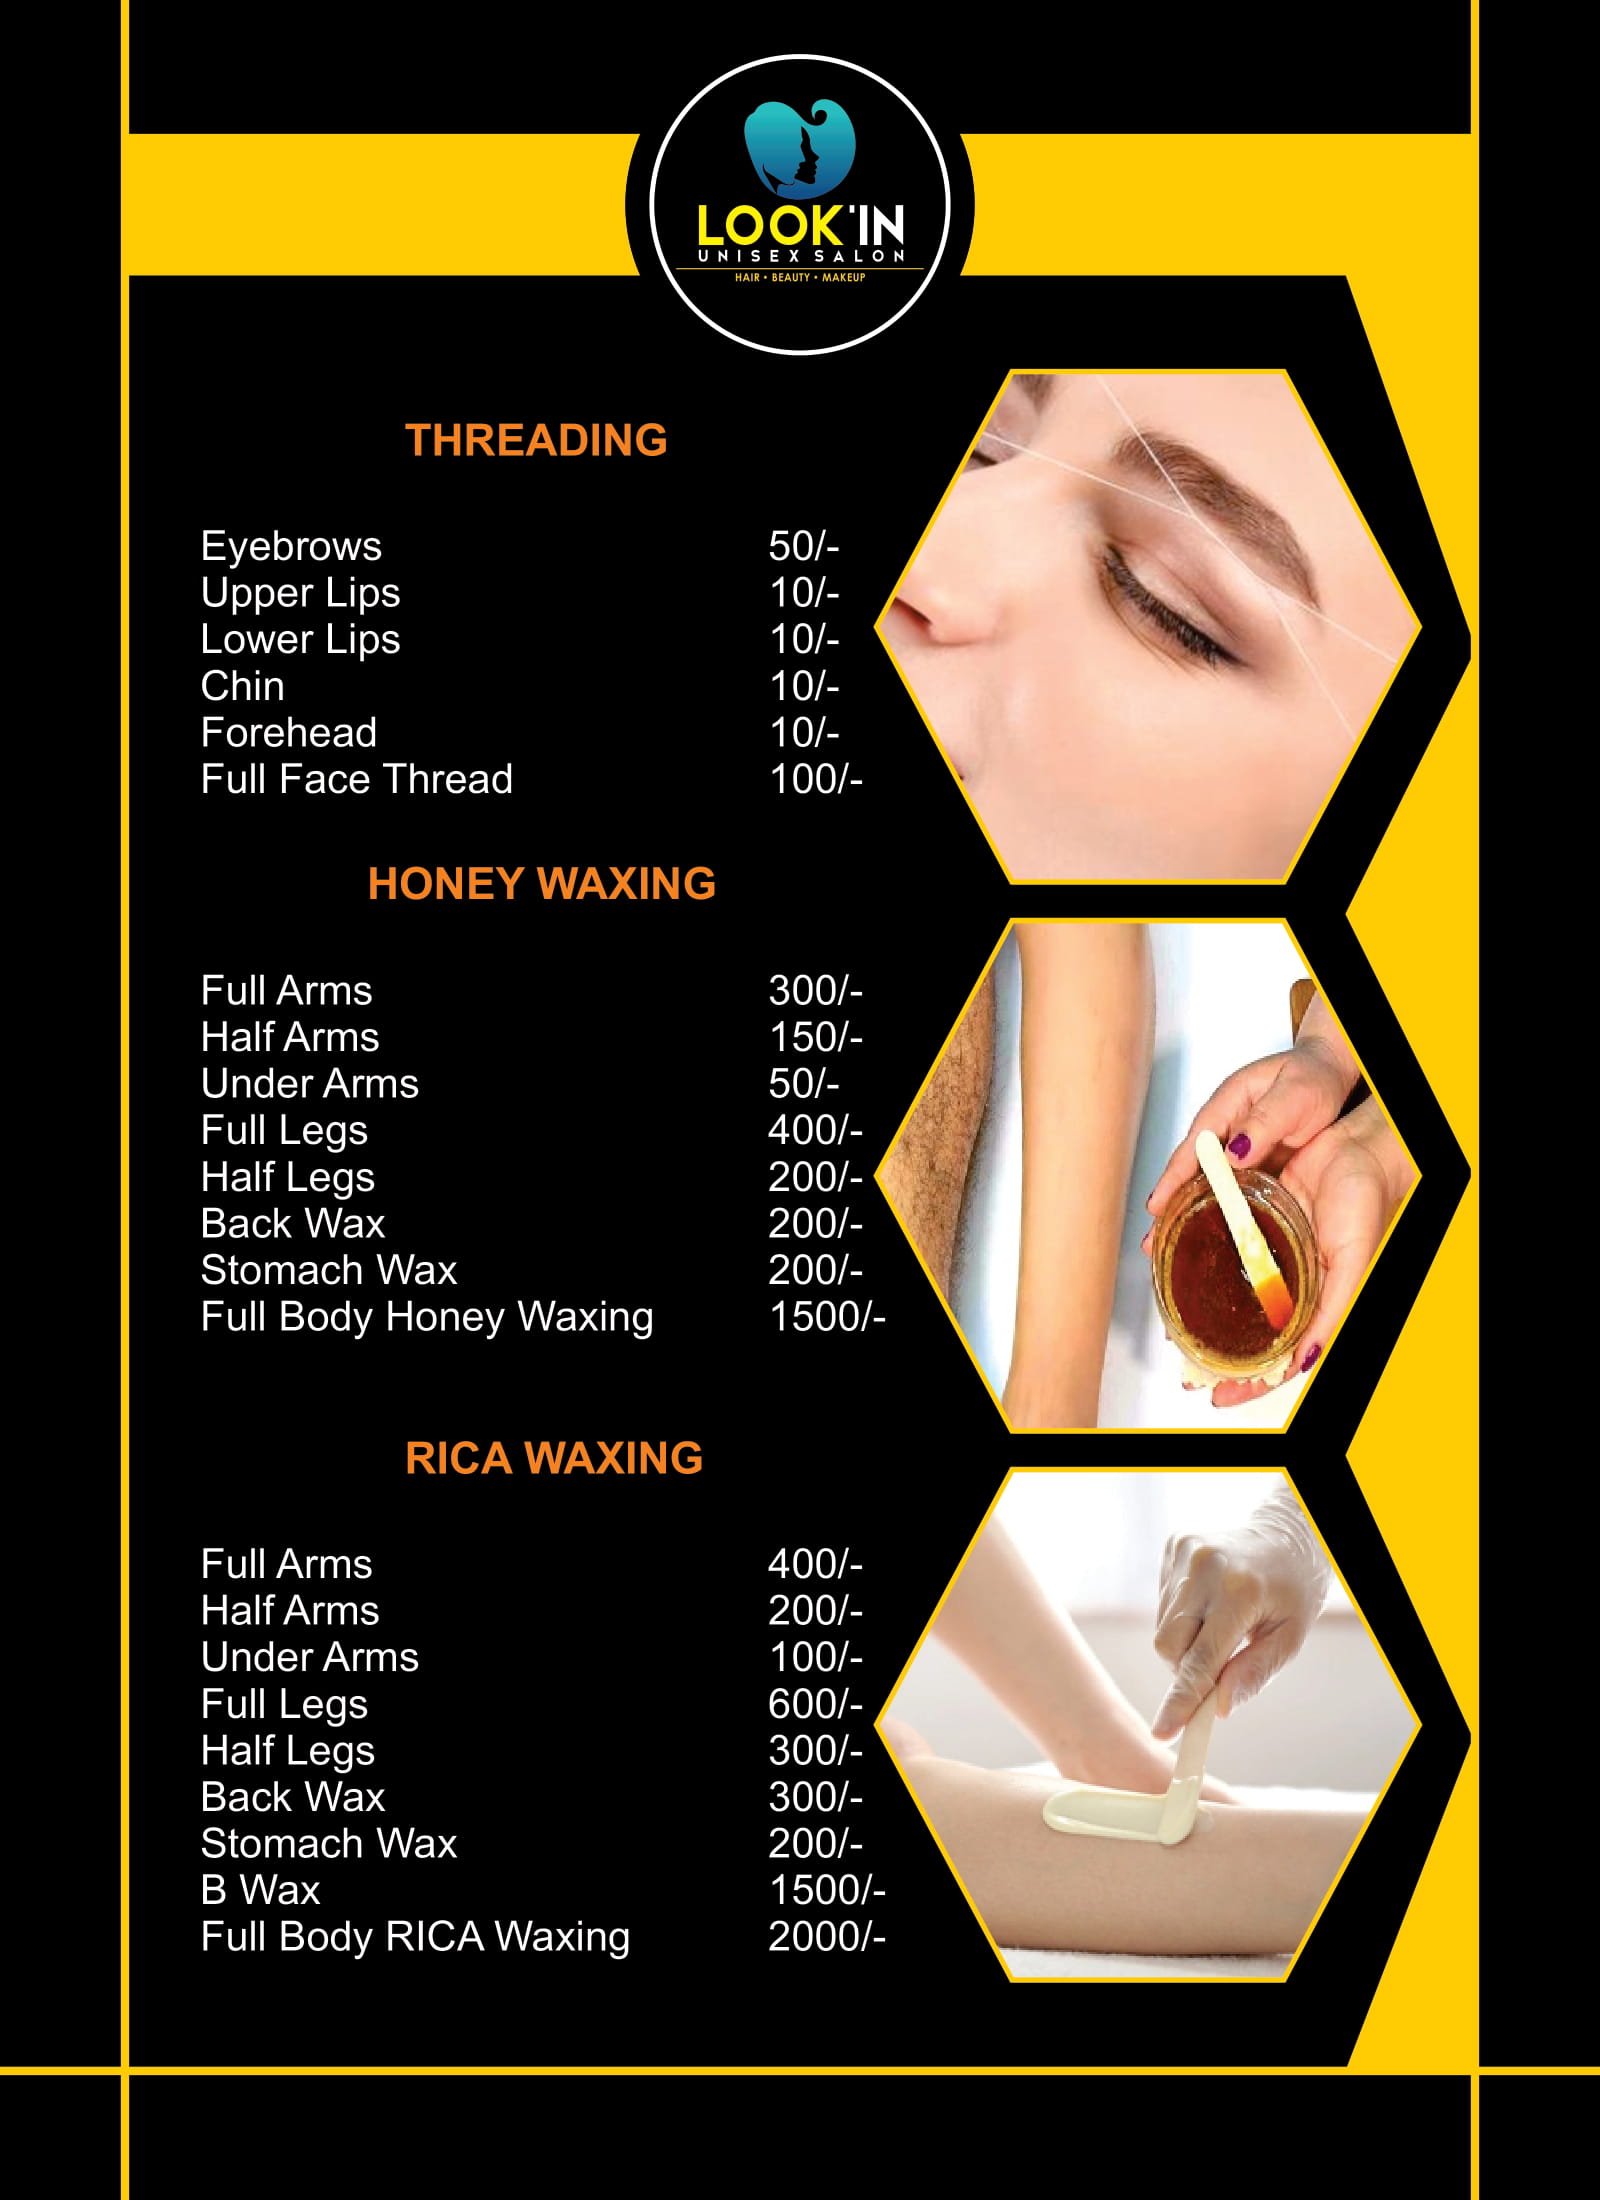 LOOK'IN
UNISEX SALON
HAIR • BEAUTY • MAKEUP
THREADING
Eyebrows 50/-
Upper Lips 10/-
Lower Lips 10/-
Chin 10/-
Forehead 10/-
Full Face Thread 100/-
HONEY WAXING
Full Arms 300/-
Half Arms 150/-
Under Arms 50/-
Full Legs 400/-
Half Legs 200/-
Back Wax 200/-
Stomach Wax 200/-
Full Body Honey Waxing 1500/-
RICA WAXING
Full Arms 400/-
Half Arms 200/-
Under Arms 100/-
Full Legs 600/-
Half Legs 300/-
Back Wax 300/-
Stomach Wax 200/-
B Wax 1500/-
Full Body RICA Waxing 2000/-